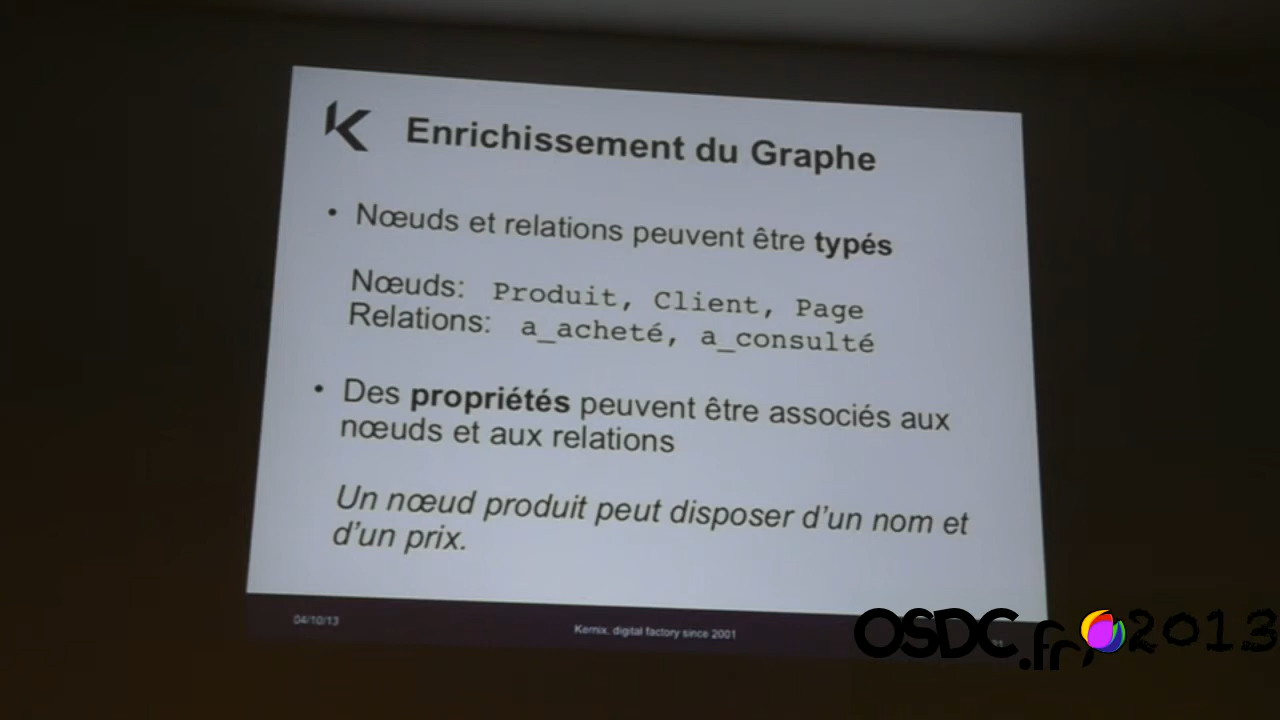 Enrichissement du Graphe
• Nœuds et relations peuvent être typés
Nœuds: Produit, Client, Page
Relations: a_acheté, a_consulté
• Des propriétés peuvent être associés aux
nœuds et aux relations
Un nœud produit peut disposer d'un nom et
d'un prix.
04/10/13
Kernix, digital factory since 2001
OSDC.fr 2013